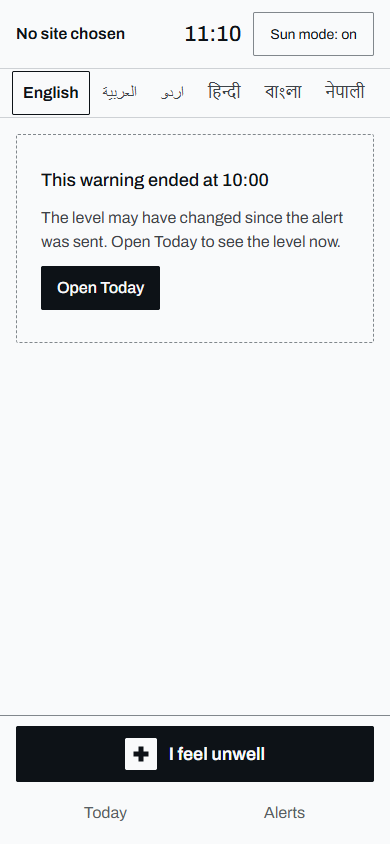 No site chosen
11:10
Sun mode: on
English
العربية
اردو
हिन्दी
বাংলা
नेपाली
This warning ended at 10:00
The level may have changed since the alert
was sent. Open Today to see the level now.
Open Today
I feel unwell
Today
Alerts